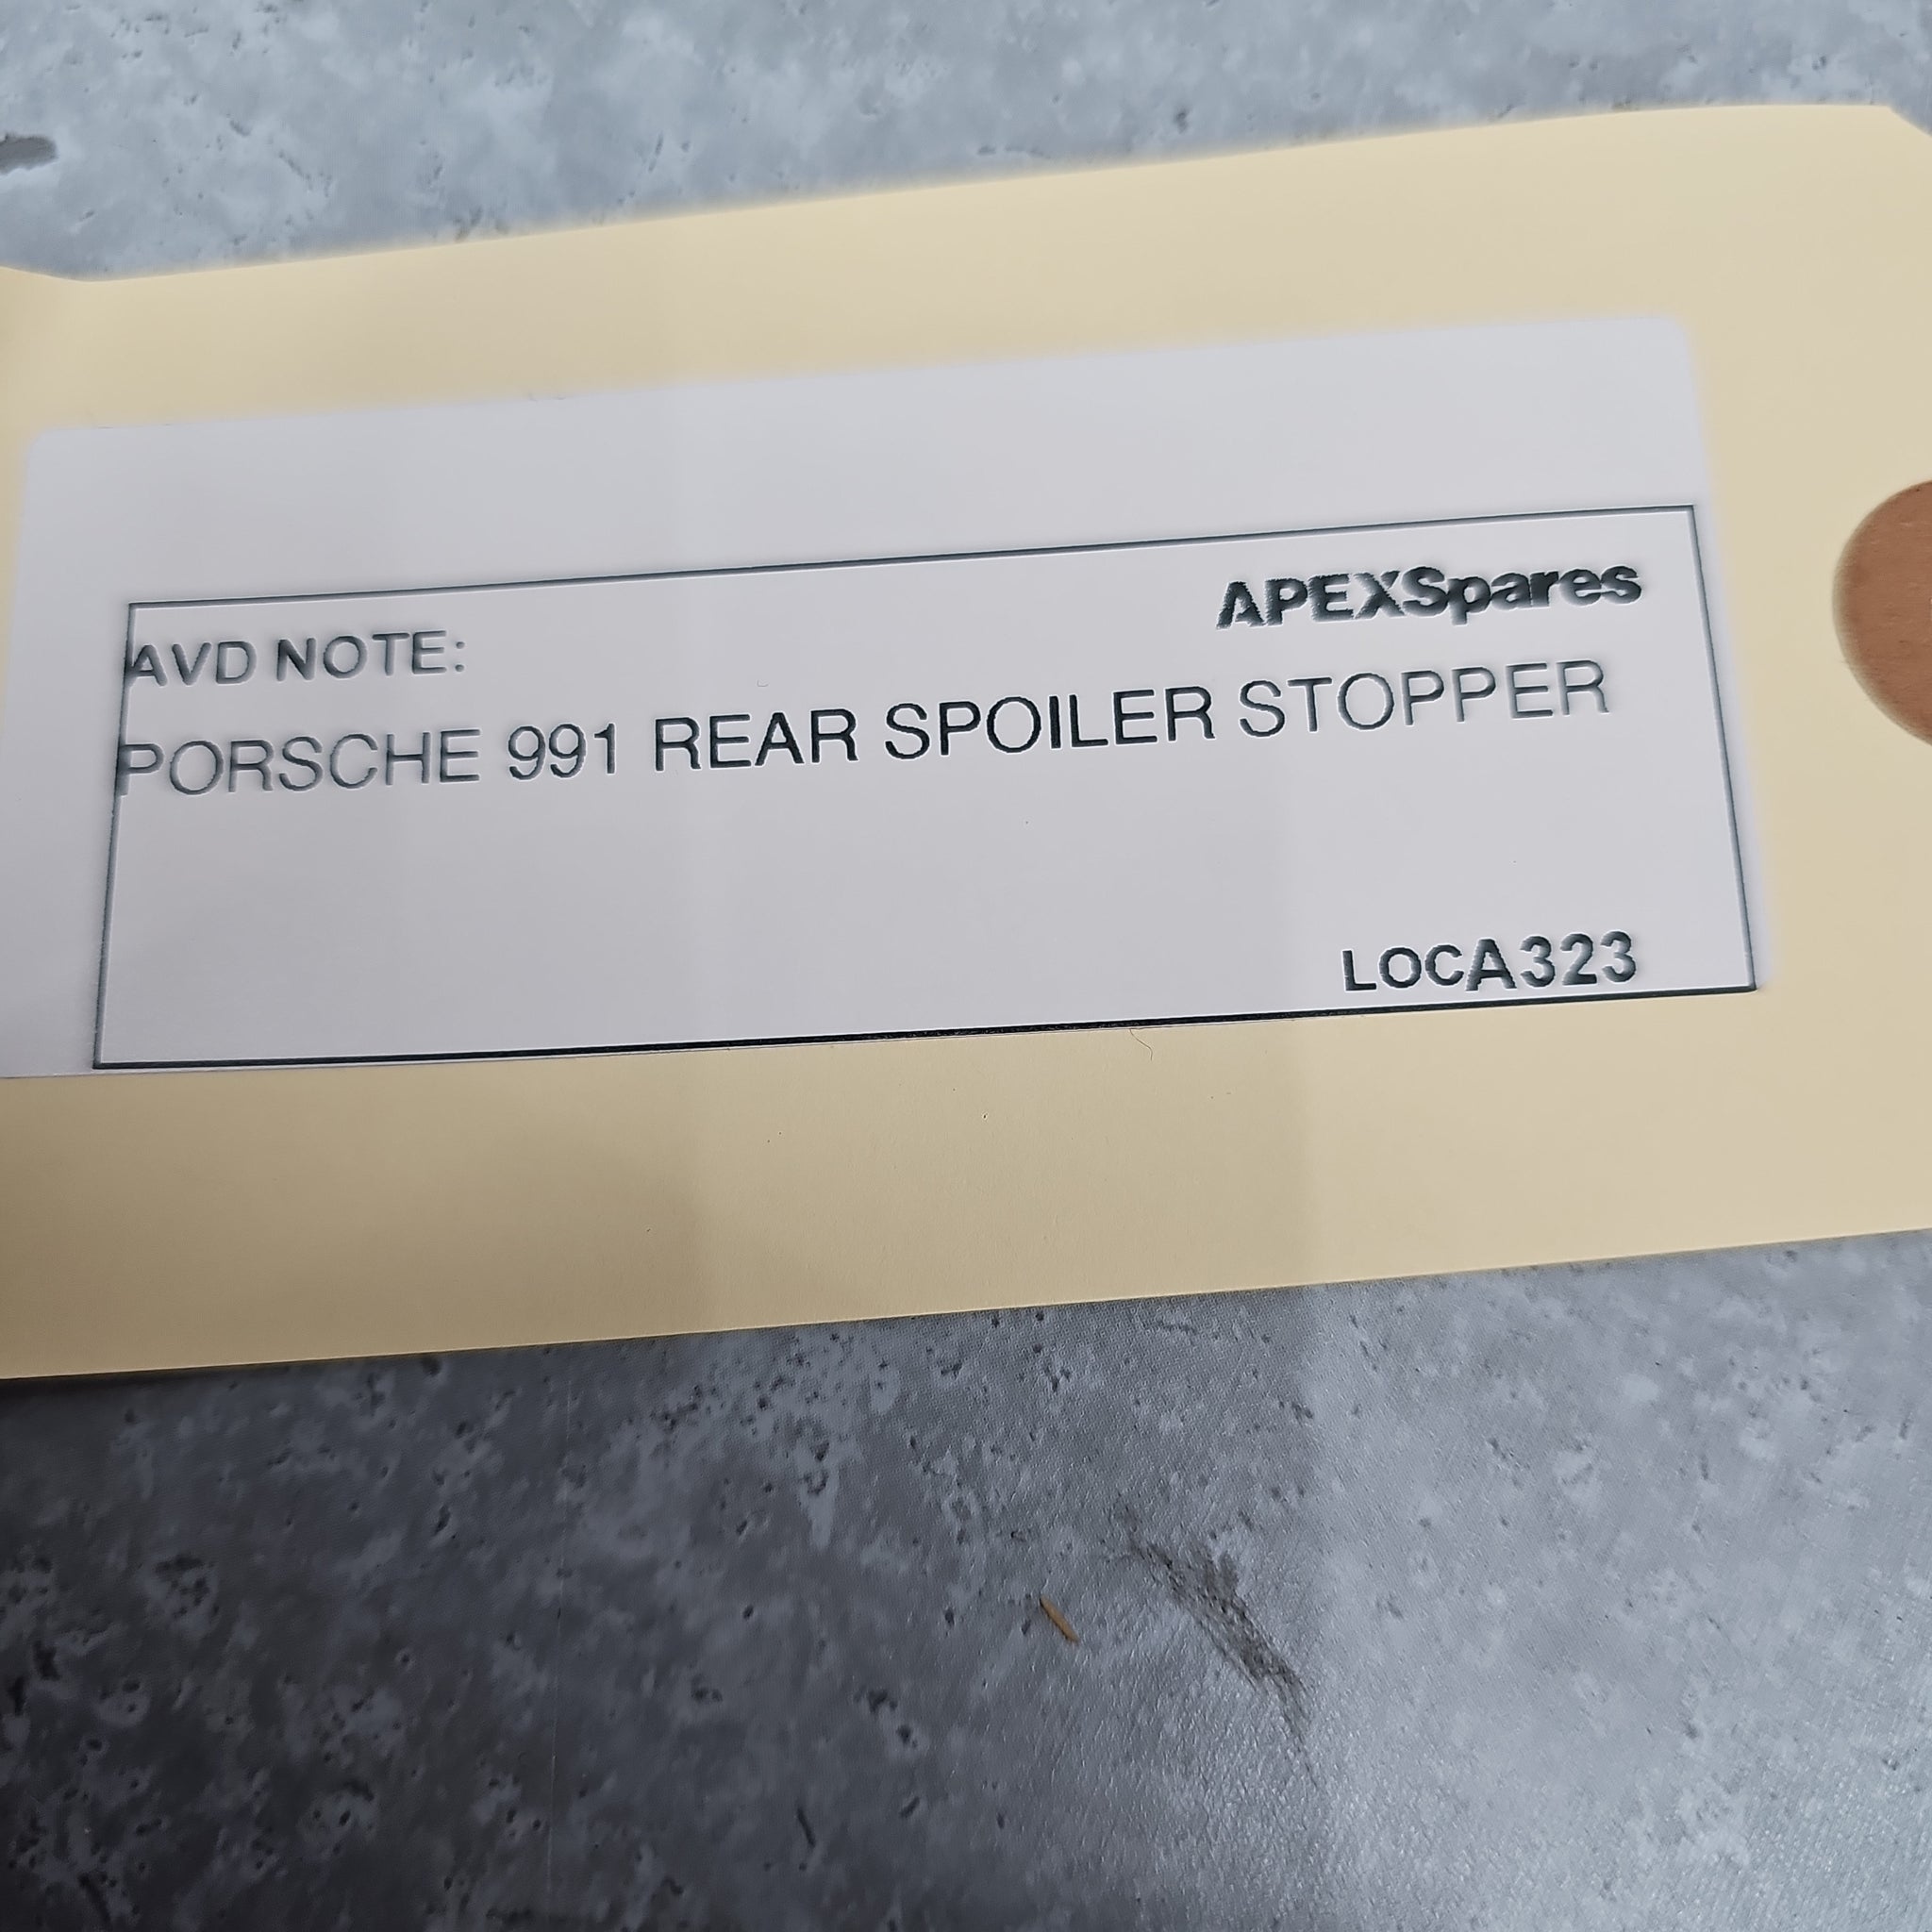 APEXSpares
AVD NOTE:
PORSCHE 991 REAR SPOILER STOPPER
LOCA323